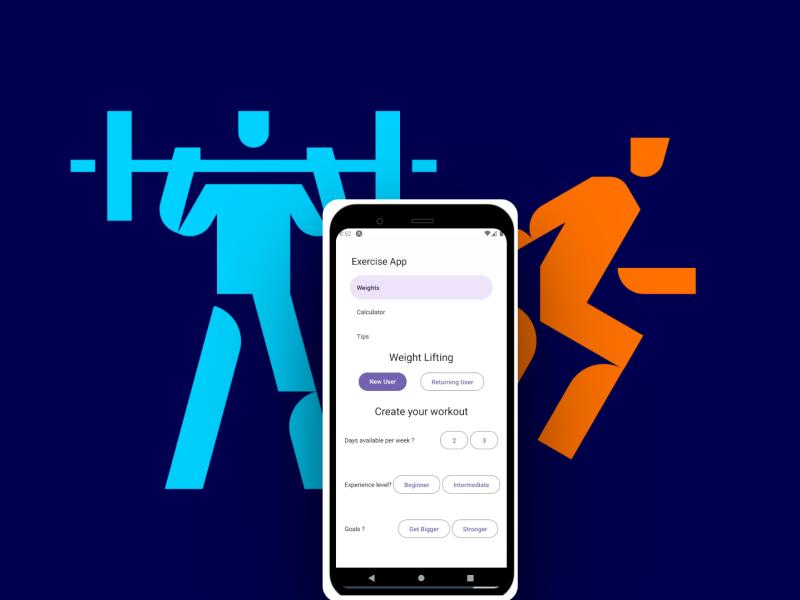 6:52
Exercise App
Weights
Calculator
Tips
Weight Lifting
New User Returning User
Create your workout
Days available per week ? 2 3
Experience level? Beginner Intermediate
Goals ? Get Bigger Stronger